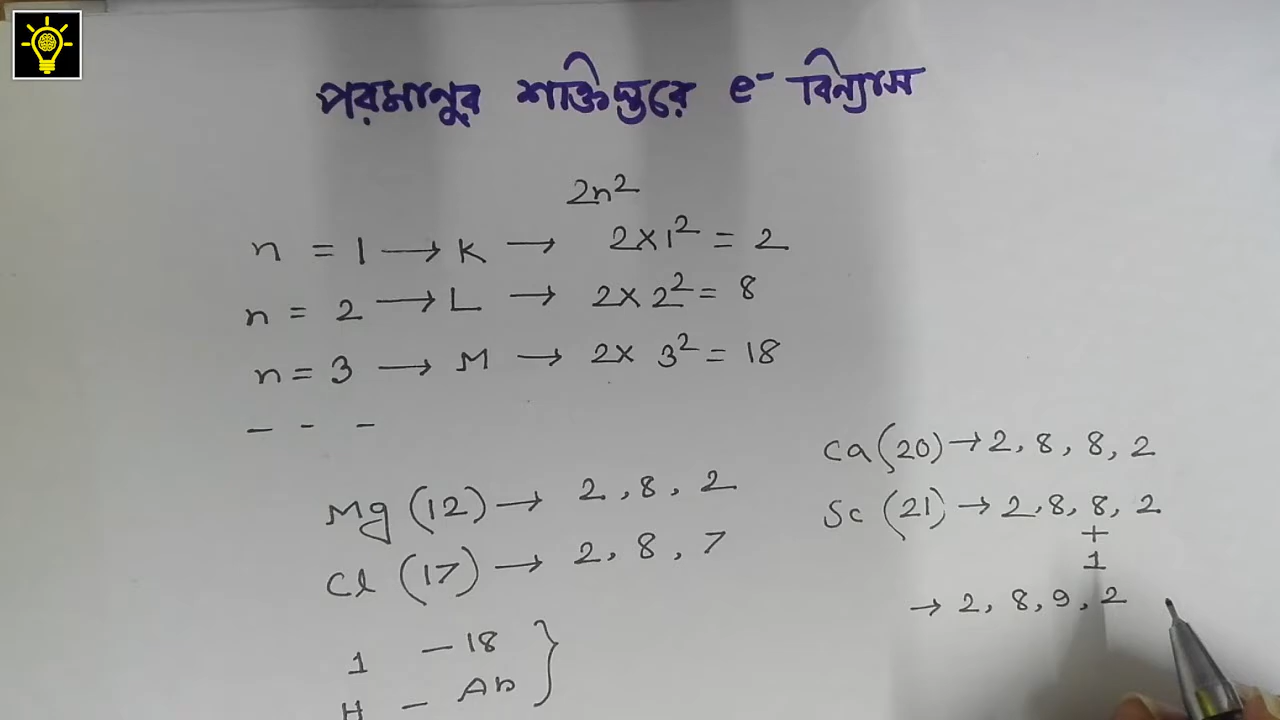 পরমানুর শক্তিস্তরে e⁻ বিন্যাস
2n²
n = 1 → K → 2×1² = 2
n = 2 → L → 2×2² = 8
n = 3 → M → 2×3² = 18
- - -
Mg (12) → 2, 8, 2
Cl (17) → 2, 8, 7
1 - 18 }
H - Ar
Ca (20) → 2, 8, 8, 2
Sc (21) → 2, 8, 8, 2
+
1
→ 2, 8, 9, 2